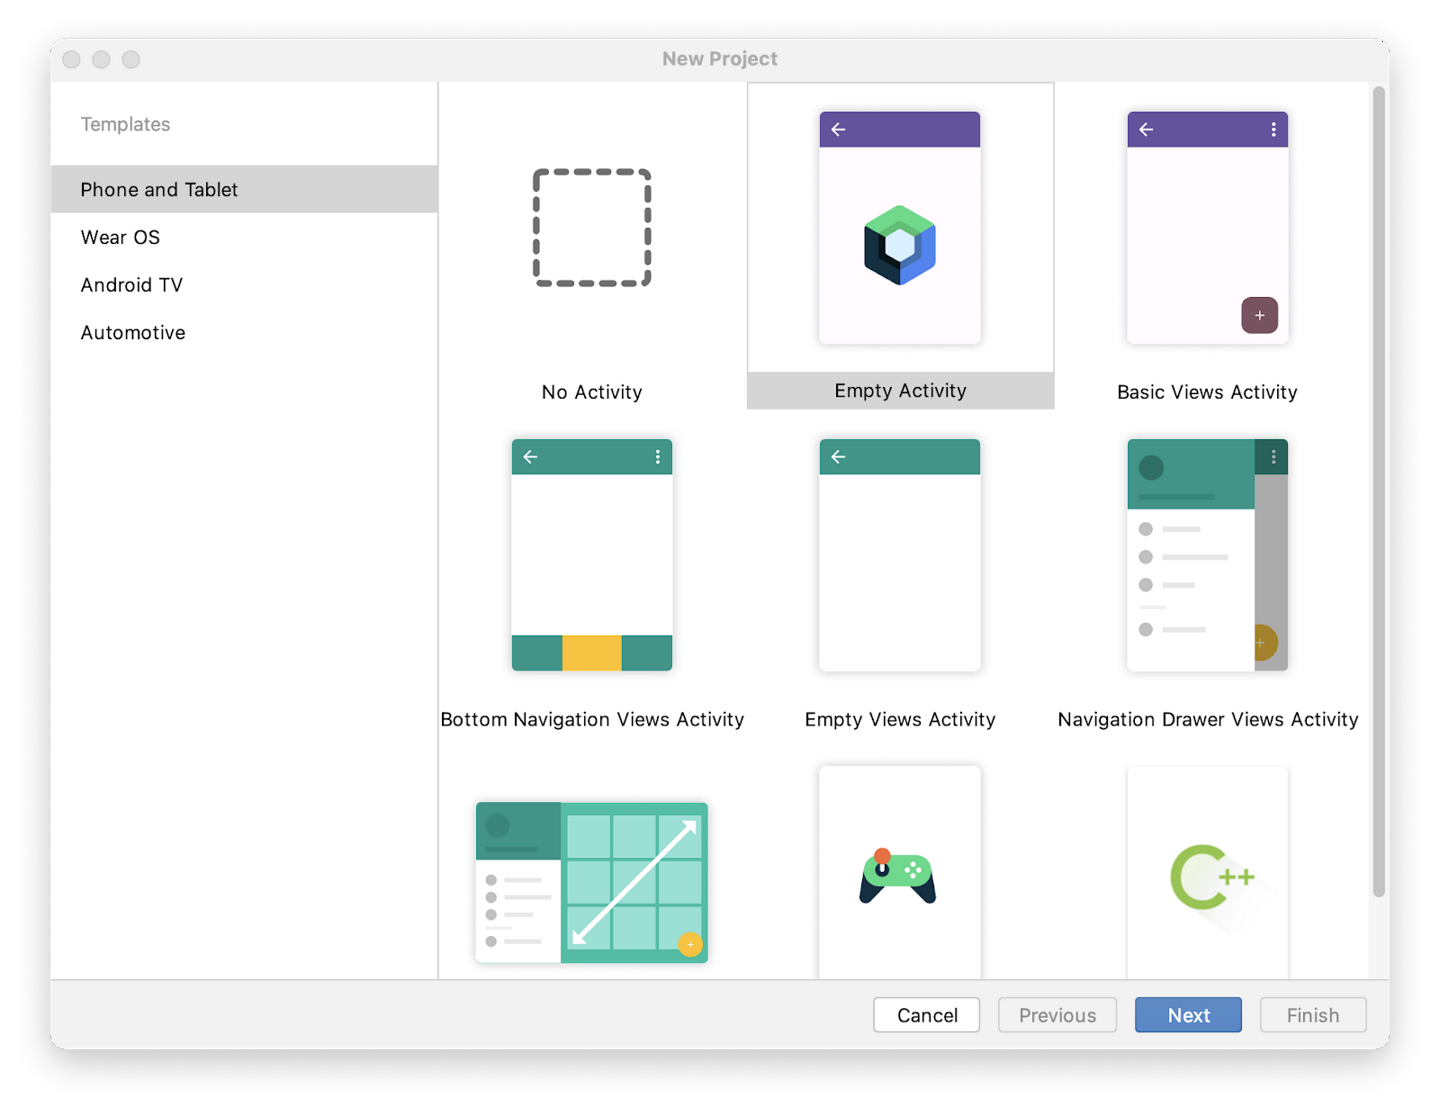 New Project
Templates
Phone and Tablet
Wear OS
Android TV
Automotive
No Activity
Empty Activity
Basic Views Activity
Bottom Navigation Views Activity
Empty Views Activity
Navigation Drawer Views Activity
C++
Cancel
Previous
Next
Finish